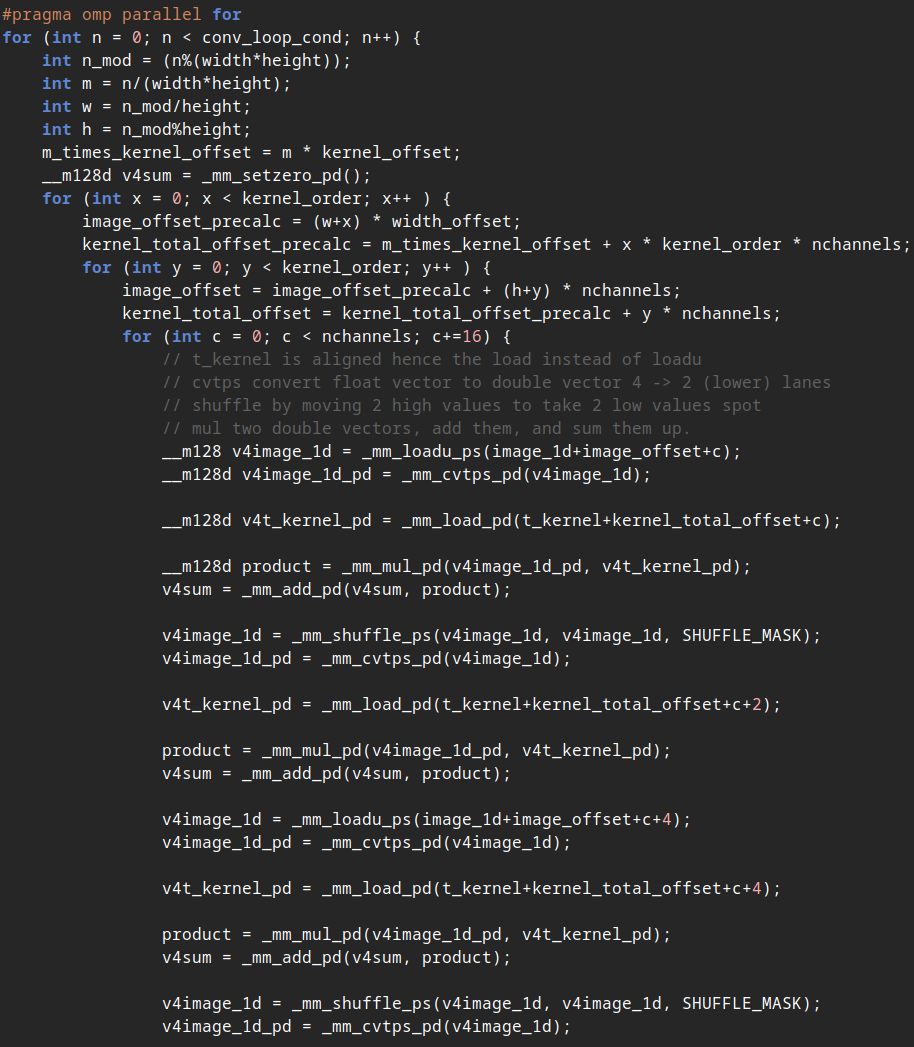 #pragma omp parallel for
for (int n = 0; n < conv_loop_cond; n++) {
    int n_mod = (n%(width*height));
    int m = n/(width*height);
    int w = n_mod/height;
    int h = n_mod%height;
    m_times_kernel_offset = m * kernel_offset;
    __m128d v4sum = _mm_setzero_pd();
    for (int x = 0; x < kernel_order; x++ ) {
        image_offset_precalc = (w+x) * width_offset;
        kernel_total_offset_precalc = m_times_kernel_offset + x * kernel_order * nchannels;
        for (int y = 0; y < kernel_order; y++ ) {
            image_offset = image_offset_precalc + (h+y) * nchannels;
            kernel_total_offset = kernel_total_offset_precalc + y * nchannels;
            for (int c = 0; c < nchannels; c+=16) {
                // t_kernel is aligned hence the load instead of loadu
                // cvtps convert float vector to double vector 4 -> 2 (lower) lanes
                // shuffle by moving 2 high values to take 2 low values spot
                // mul two double vectors, add them, and sum them up.
                __m128 v4image_1d = _mm_loadu_ps(image_1d+image_offset+c);
                __m128d v4image_1d_pd = _mm_cvtps_pd(v4image_1d);

                __m128d v4t_kernel_pd = _mm_load_pd(t_kernel+kernel_total_offset+c);

                __m128d product = _mm_mul_pd(v4image_1d_pd, v4t_kernel_pd);
                v4sum = _mm_add_pd(v4sum, product);

                v4image_1d = _mm_shuffle_ps(v4image_1d, v4image_1d, SHUFFLE_MASK);
                v4image_1d_pd = _mm_cvtps_pd(v4image_1d);

                v4t_kernel_pd = _mm_load_pd(t_kernel+kernel_total_offset+c+2);

                product = _mm_mul_pd(v4image_1d_pd, v4t_kernel_pd);
                v4sum = _mm_add_pd(v4sum, product);

                v4image_1d = _mm_loadu_ps(image_1d+image_offset+c+4);
                v4image_1d_pd = _mm_cvtps_pd(v4image_1d);

                v4t_kernel_pd = _mm_load_pd(t_kernel+kernel_total_offset+c+4);

                product = _mm_mul_pd(v4image_1d_pd, v4t_kernel_pd);
                v4sum = _mm_add_pd(v4sum, product);

                v4image_1d = _mm_shuffle_ps(v4image_1d, v4image_1d, SHUFFLE_MASK);
                v4image_1d_pd = _mm_cvtps_pd(v4image_1d);